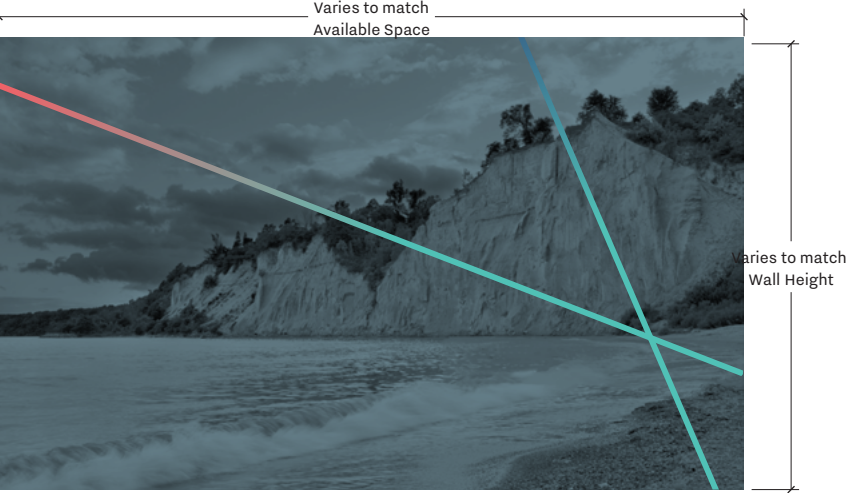 Varies to match
Available Space
Varies to match
Wall Height